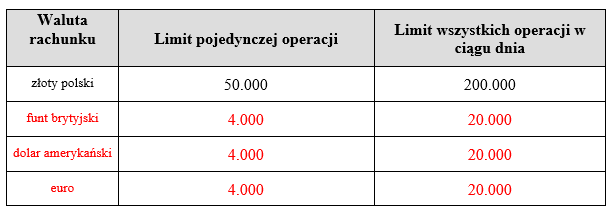 Waluta rachunku Limit pojedynczej operacji Limit wszystkich operacji w ciągu dnia
złoty polski 50.000 200.000
funt brytyjski 4.000 20.000
dolar amerykański 4.000 20.000
euro 4.000 20.000